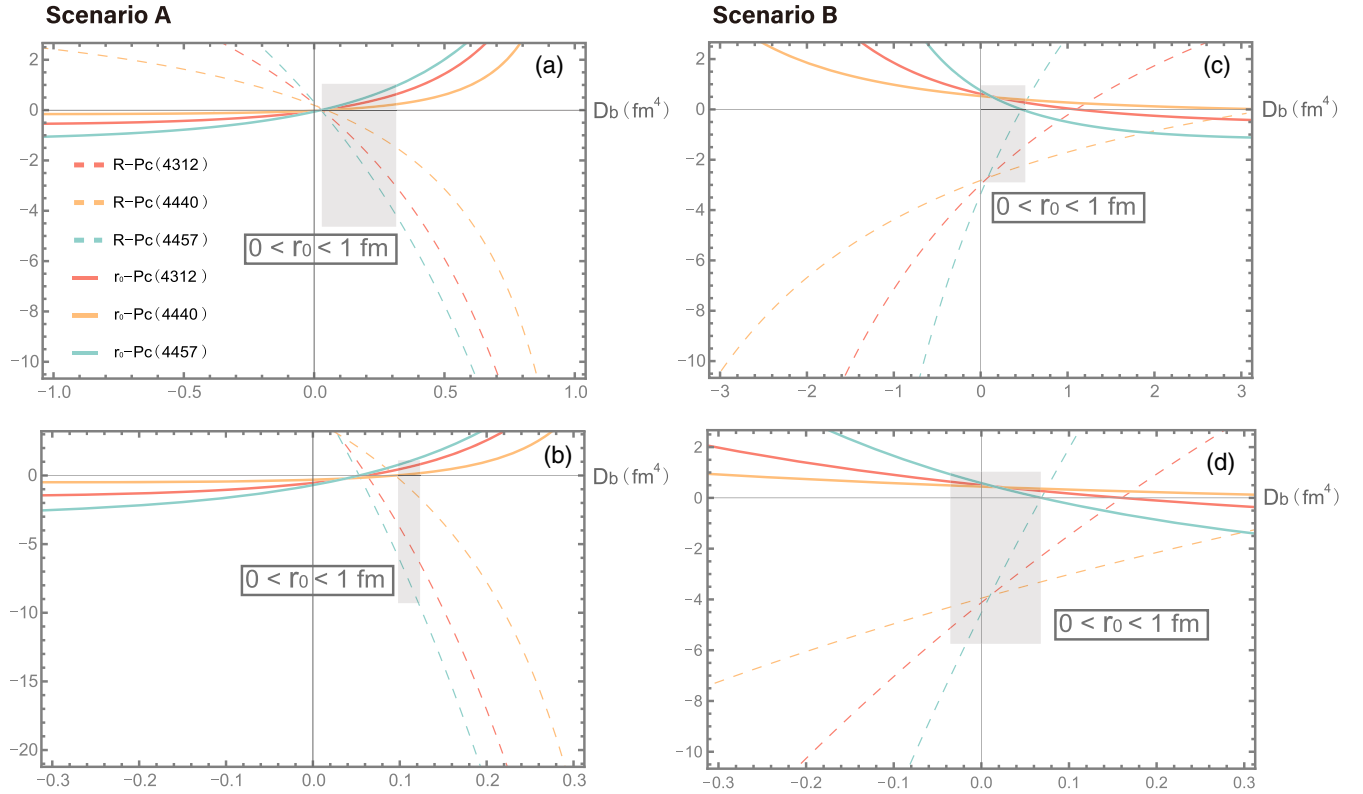 Scenario A
Scenario B
(a)
2
0
−2
−4
−6
−8
−10
D_b (fm⁴)
R−Pc(4312)
R−Pc(4440)
R−Pc(4457)
r₀−Pc(4312)
r₀−Pc(4440)
r₀−Pc(4457)
0 < r₀ < 1 fm
−1.0 −0.5 0.0 0.5 1.0
(c)
2
0
−2
−4
−6
−8
−10
D_b (fm⁴)
0 < r₀ < 1 fm
−3 −2 −1 0 1 2 3
(b)
0
−5
−10
−15
−20
D_b (fm⁴)
0 < r₀ < 1 fm
−0.3 −0.2 −0.1 0.0 0.1 0.2 0.3
(d)
2
0
−2
−4
−6
−8
−10
D_b (fm⁴)
0 < r₀ < 1 fm
−0.3 −0.2 −0.1 0.0 0.1 0.2 0.3